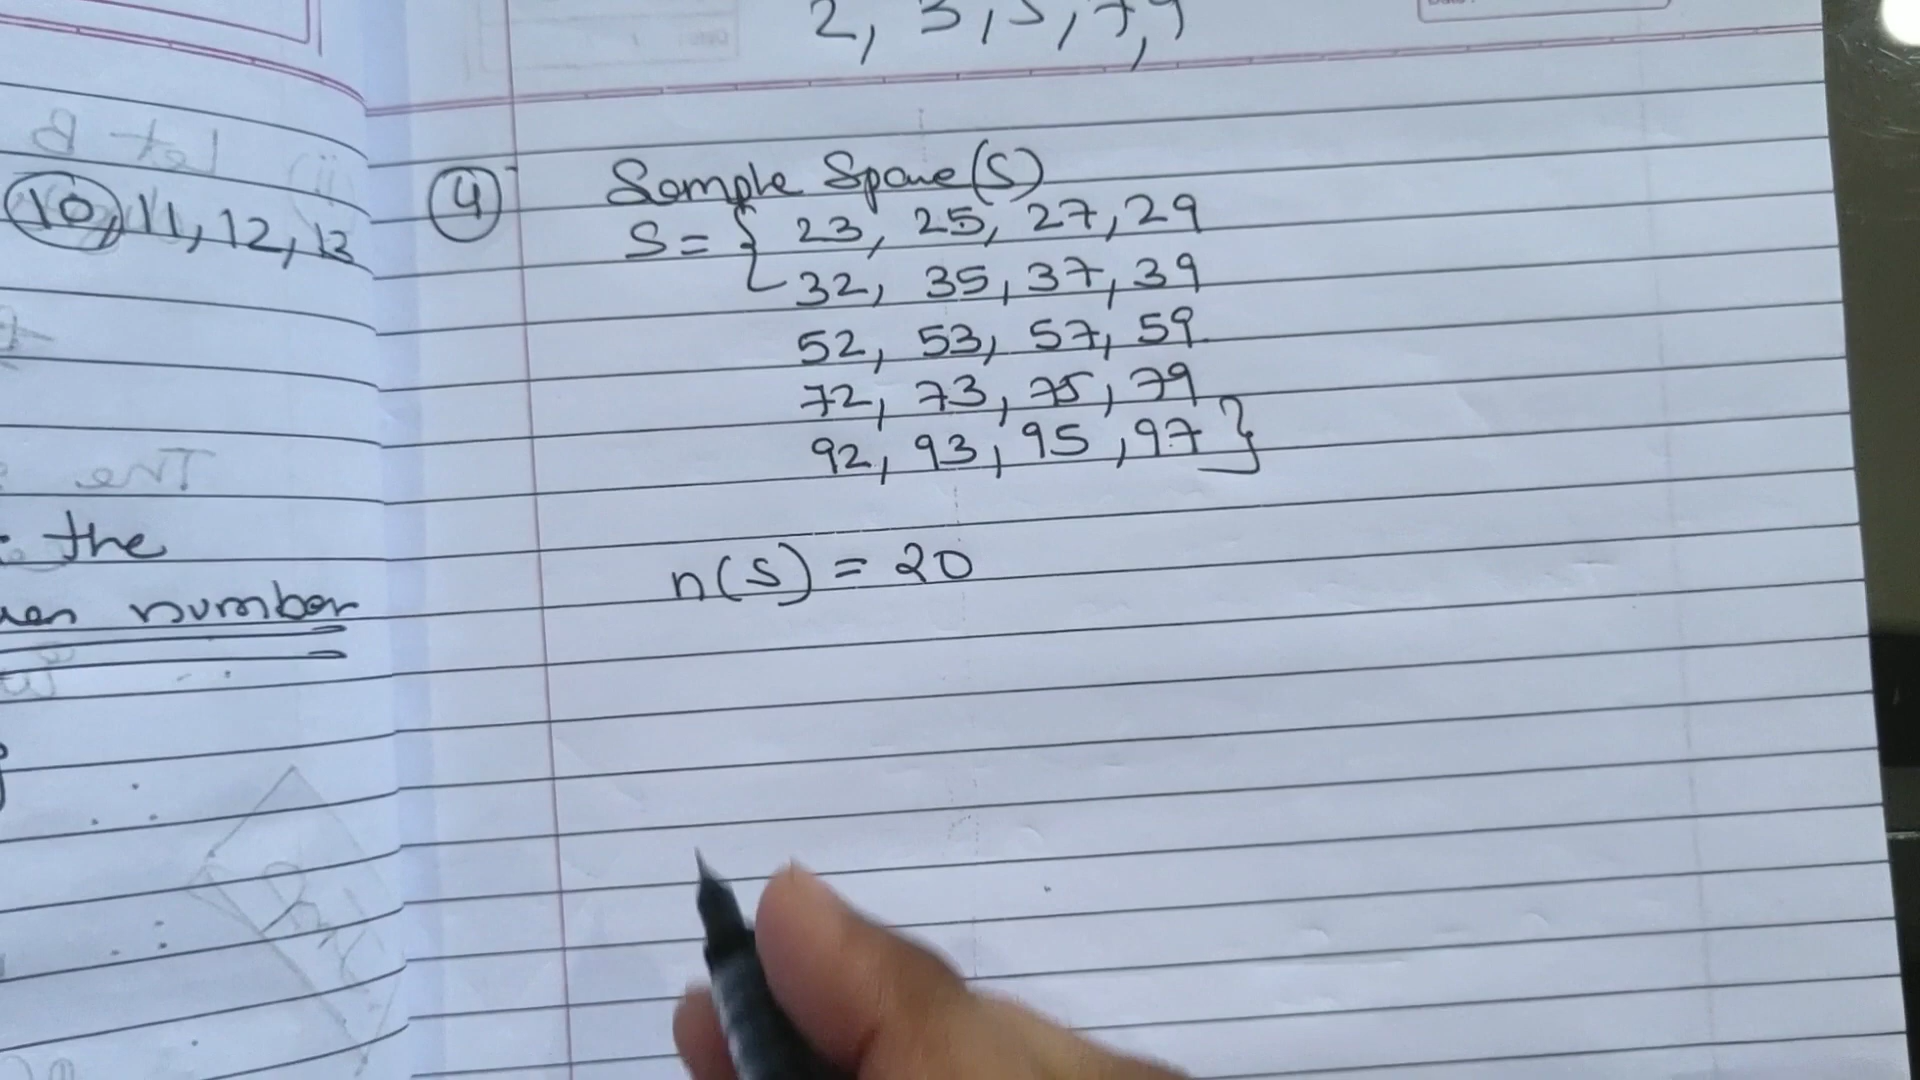 2, 3, 5, 7, 9
10, 11, 12, 13
the
number
4 Sample Space (S)
S = { 23, 25, 27, 29
32, 35, 37, 39
52, 53, 57, 59
72, 73, 75, 79
92, 93, 95, 97 }
n(S) = 20